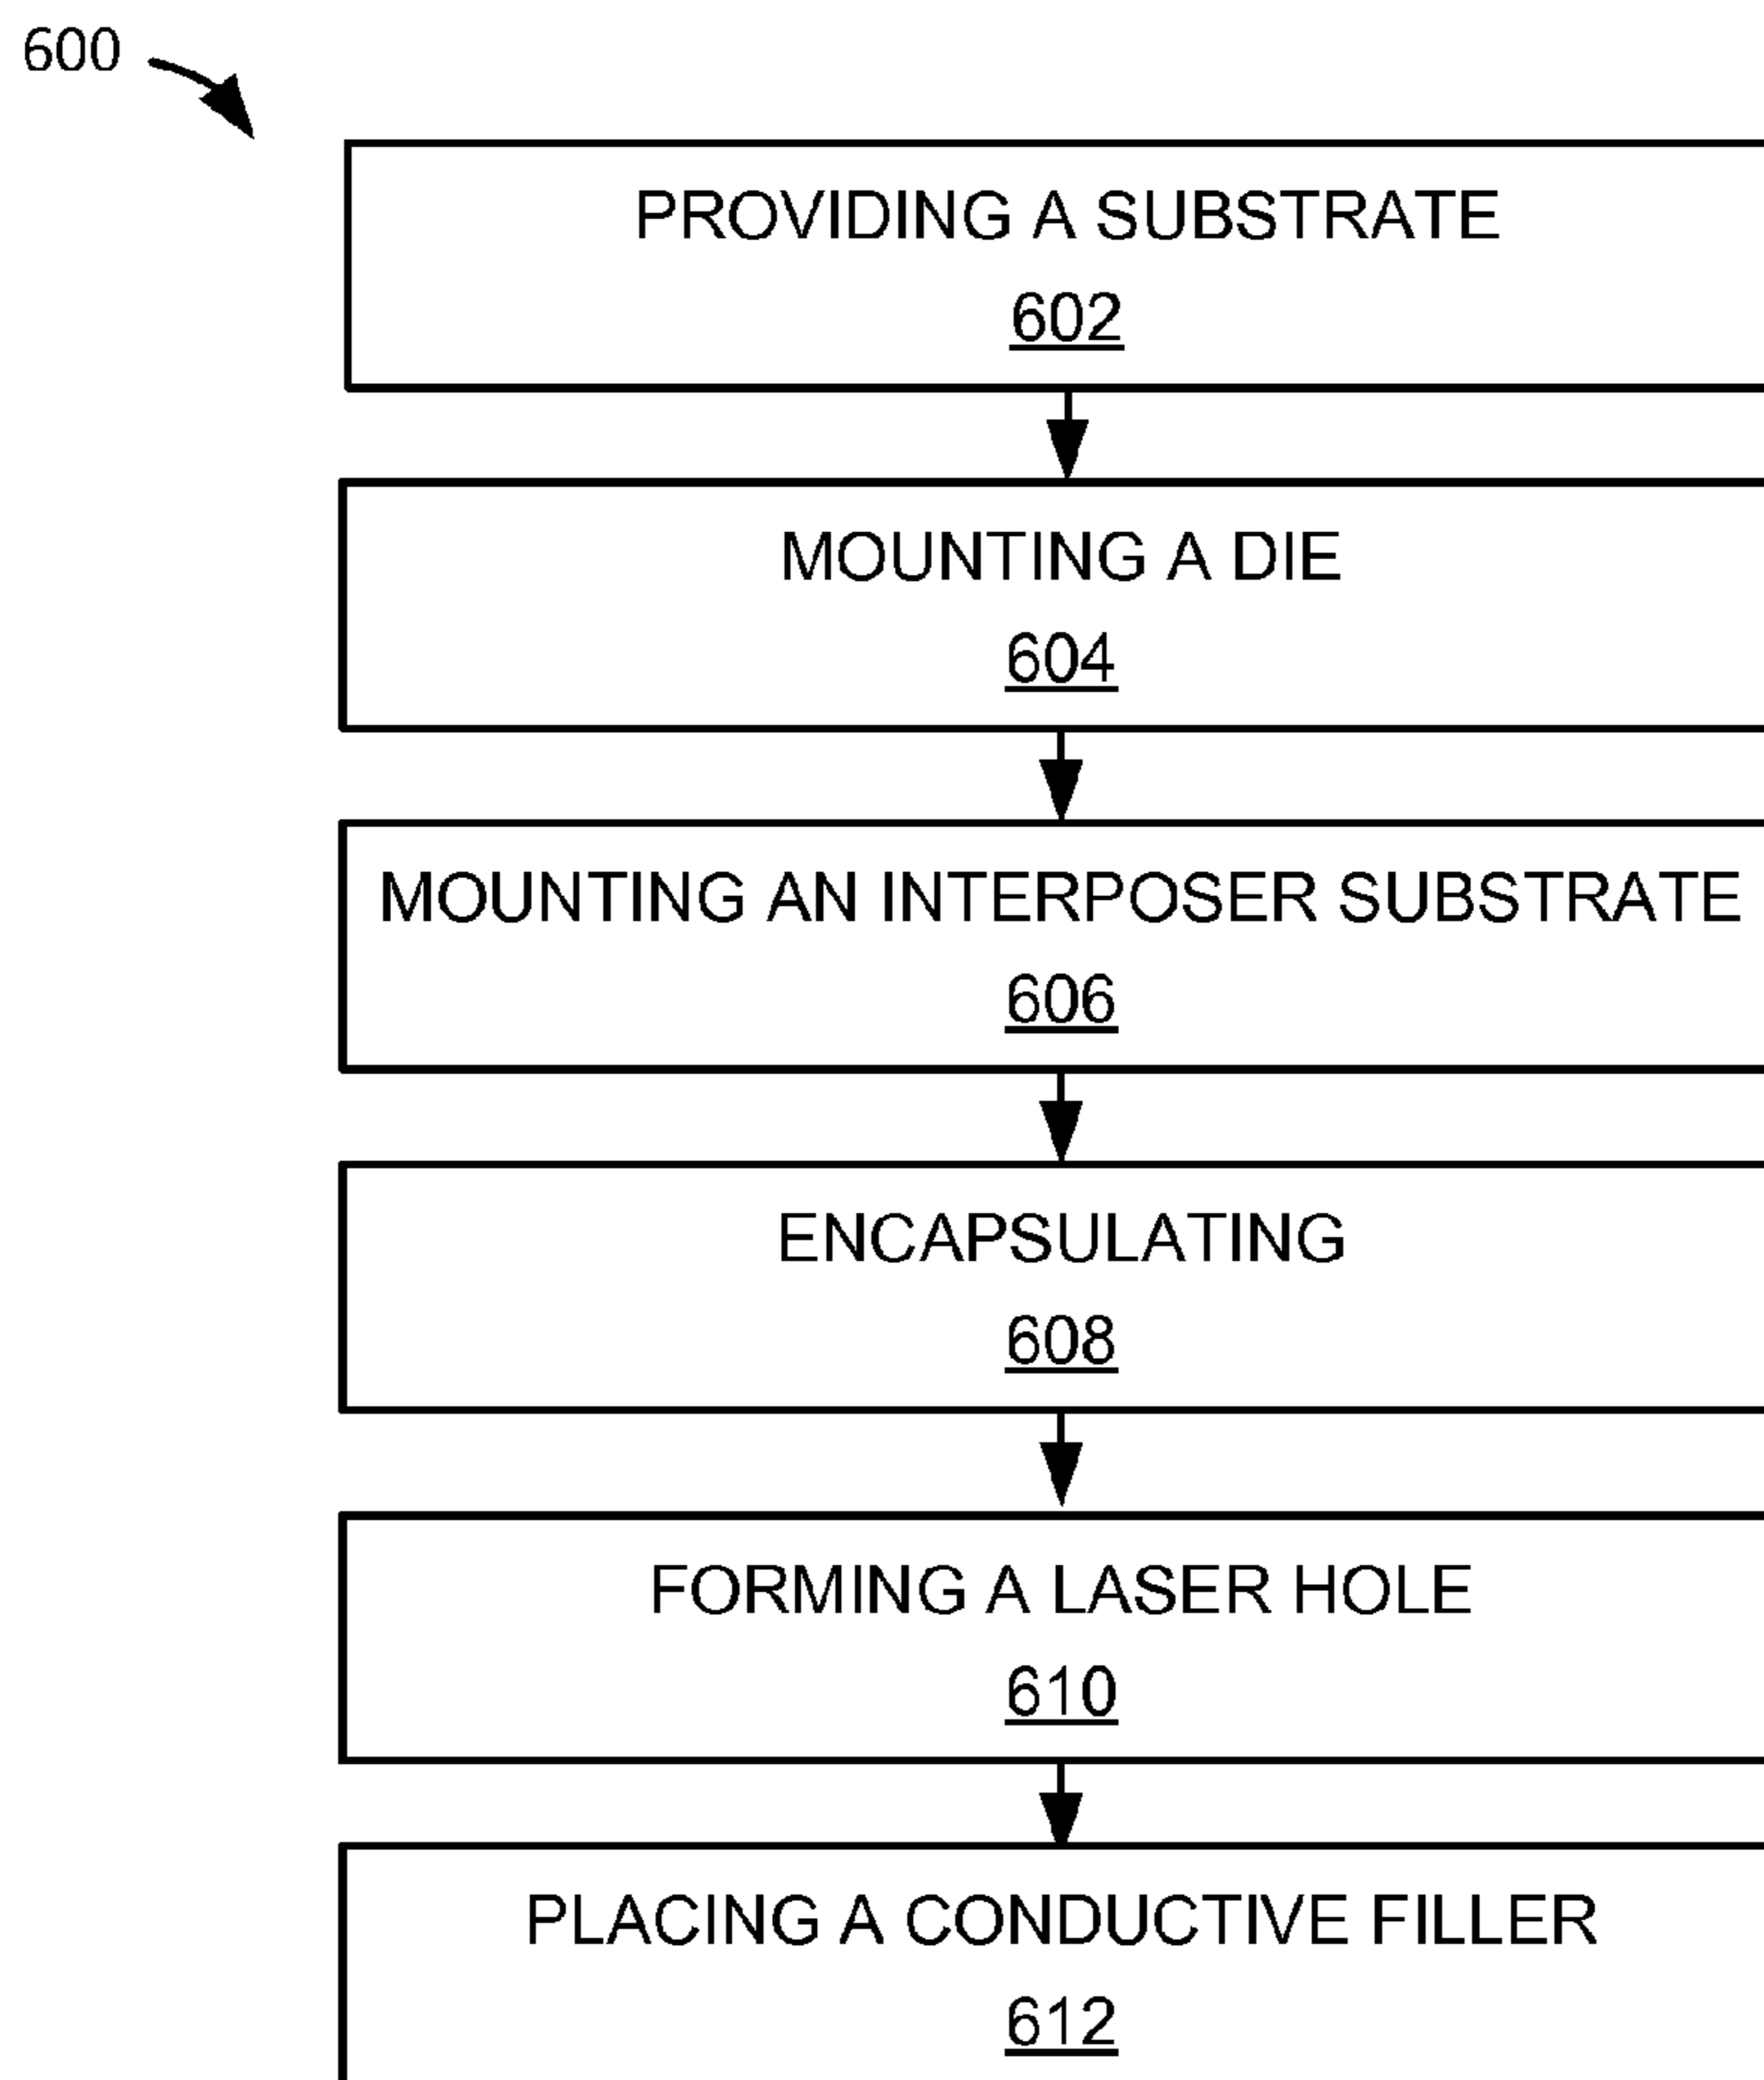 600
PROVIDING A SUBSTRATE
602
MOUNTING A DIE
604
MOUNTING AN INTERPOSER SUBSTRATE
606
ENCAPSULATING
608
FORMING A LASER HOLE
610
PLACING A CONDUCTIVE FILLER
612